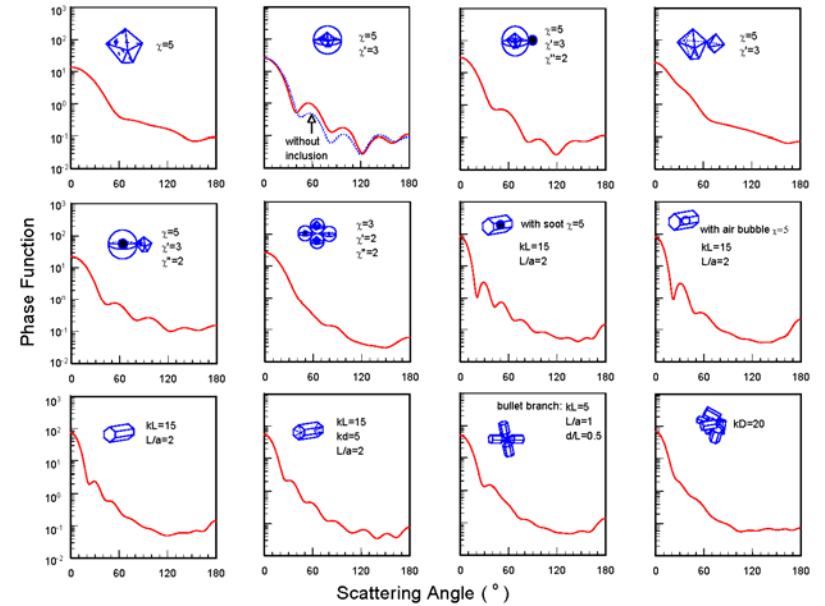 10³
10²
10¹
10⁰
10⁻¹
10⁻²
χ=5
0 60 120 180
χ=5
χ'=3
without
inclusion
0 60 120 180
χ=5
χ'=3
χ''=2
0 60 120 180
χ=5
χ'=3
0 60 120 180
Phase Function
10³
10²
10¹
10⁰
10⁻¹
10⁻²
χ=5
χ'=3
χ''=2
0 60 120 180
χ=3
χ'=2
χ''=2
0 60 120 180
with soot χ=5
kL=15
L/a=2
0 60 120 180
with air bubble χ=5
kL=15
L/a=2
0 60 120 180
10³
10²
10¹
10⁰
10⁻¹
10⁻²
kL=15
L/a=2
0 60 120 180
kL=15
kd=5
L/a=2
0 60 120 180
bullet branch: kL=5
L/a=1
d/L=0.5
0 60 120 180
kD=20
0 60 120 180
Scattering Angle (°)